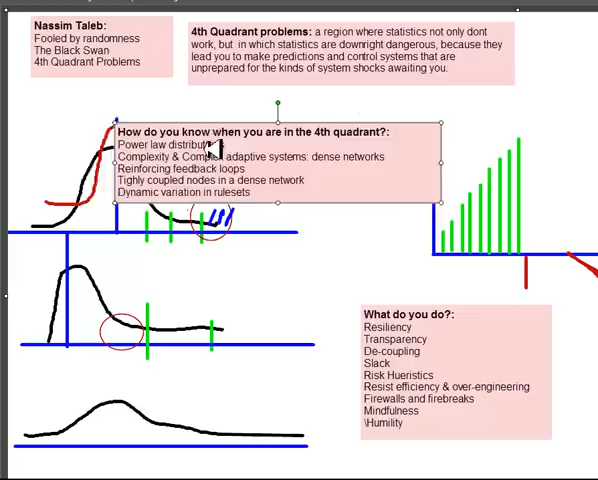 Nassim Taleb:
Fooled by randomness
The Black Swan
4th Quadrant Problems
4th Quadrant problems: a region where statistics not only dont
work, but in which statistics are downright dangerous, because they
lead you to make predictions and control systems that are
unprepared for the kinds of system shocks awaiting you.
How do you know when you are in the 4th quadrant?:
Power law
Complexity & adaptive systems: dense networks
Reinforcing feedback loops
Tighly coupled nodes in a dense network
Dynamic variation in rulesets
What do you do?:
Resiliency
Transparency
De-coupling
Slack
Risk Hueristics
Resist efficiency & over-engineering
Firewalls and firebreaks
Mindfulness
\Humility